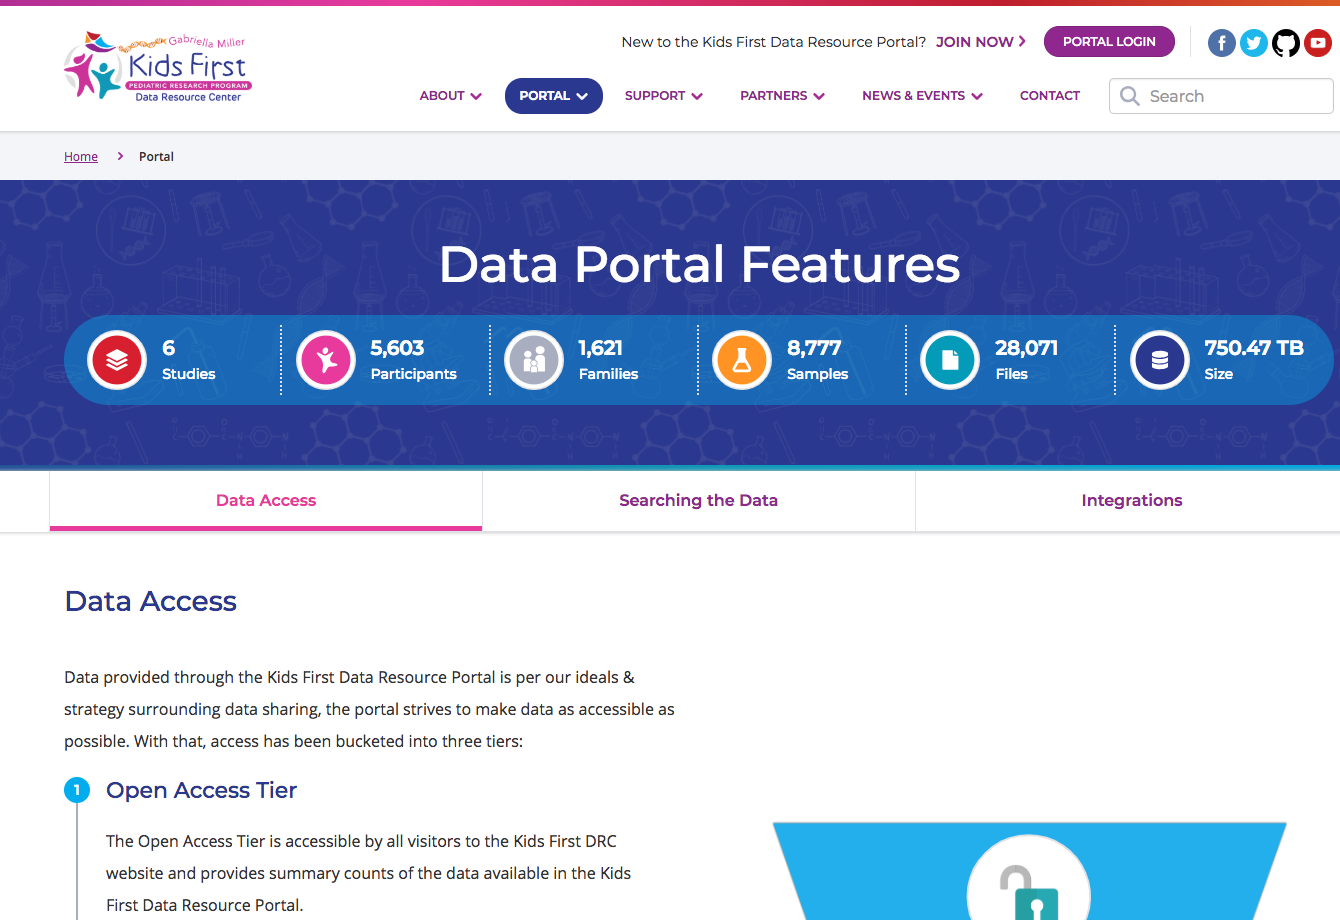 Gabriella Miller
Kids First
PEDIATRIC RESEARCH PROGRAM
Data Resource Center
New to the Kids First Data Resource Portal? JOIN NOW
PORTAL LOGIN
ABOUT
PORTAL
SUPPORT
PARTNERS
NEWS & EVENTS
CONTACT
Search
Home
Portal
Data Portal Features
6
Studies
5,603
Participants
1,621
Families
8,777
Samples
28,071
Files
750.47 TB
Size
Data Access
Searching the Data
Integrations
Data Access
Data provided through the Kids First Data Resource Portal is per our ideals &
strategy surrounding data sharing, the portal strives to make data as accessible as
possible. With that, access has been bucketed into three tiers:
1 Open Access Tier
The Open Access Tier is accessible by all visitors to the Kids First DRC
website and provides summary counts of the data available in the Kids
First Data Resource Portal.